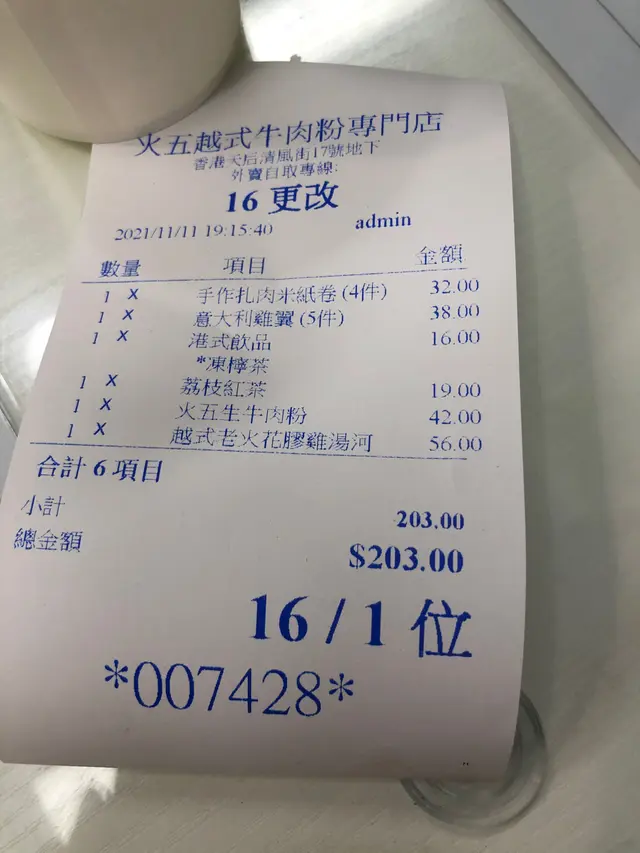 火五越式牛肉粉專門店
香港天后清風街17號地下
外賣自取專線:
16 更改
2021/11/11 19:15:40 admin
數量 項目 金額
1 X 手作扎肉米紙卷 (4件) 32.00
1 X 意大利雞翼 (5件) 38.00
1 X 港式飲品 16.00
*凍檸茶
1 X 荔枝紅茶 19.00
1 X 火五生牛肉粉 42.00
1 X 越式老火花膠雞湯河 56.00
合計 6 項目
小計 203.00
總金額 $203.00
16 / 1 位
*007428*